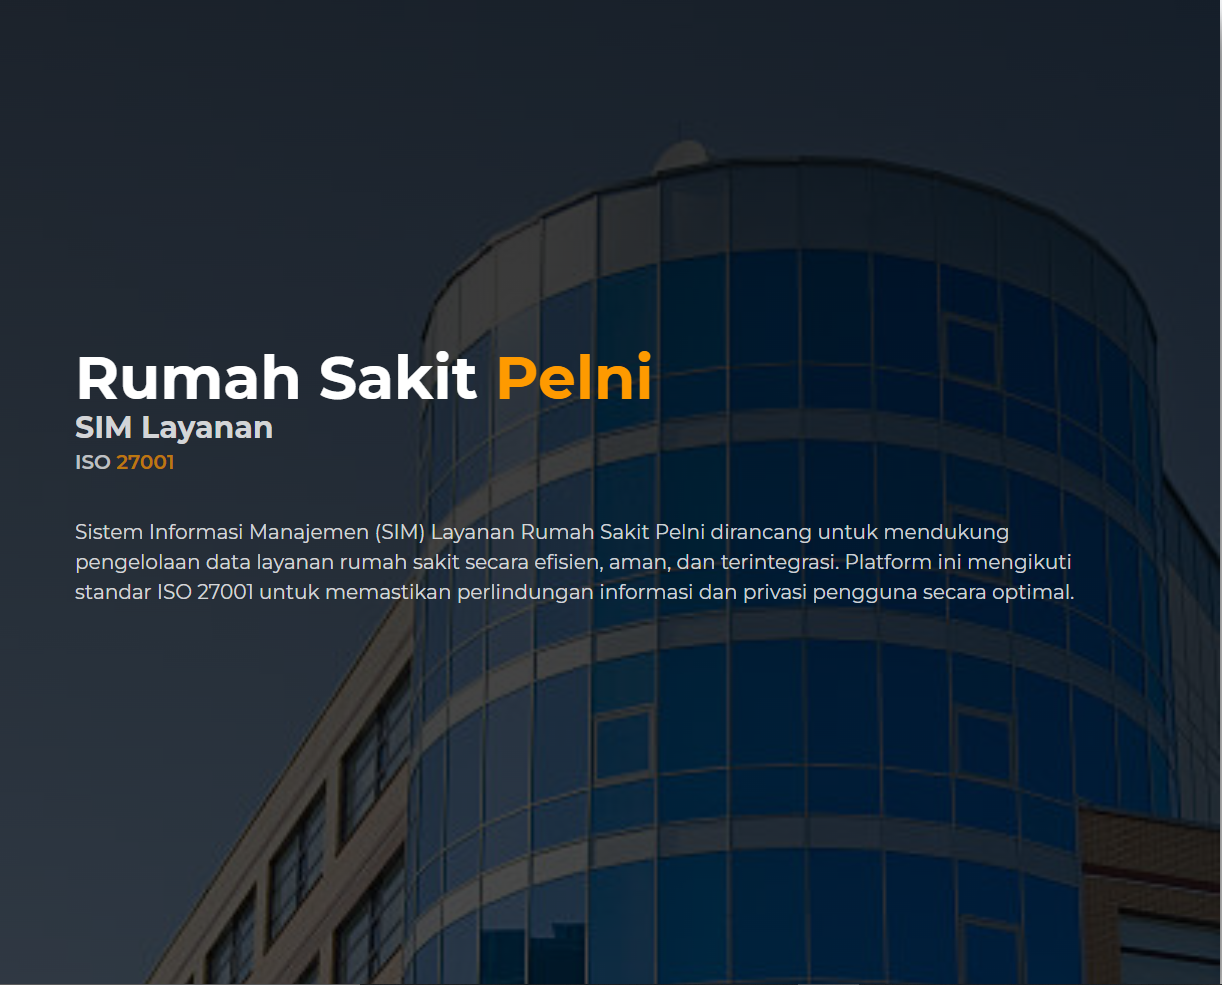 Rumah Sakit Pelni
SIM Layanan
ISO 27001
Sistem Informasi Manajemen (SIM) Layanan Rumah Sakit Pelni dirancang untuk mendukung
pengelolaan data layanan rumah sakit secara efisien, aman, dan terintegrasi. Platform ini mengikuti
standar ISO 27001 untuk memastikan perlindungan informasi dan privasi pengguna secara optimal.